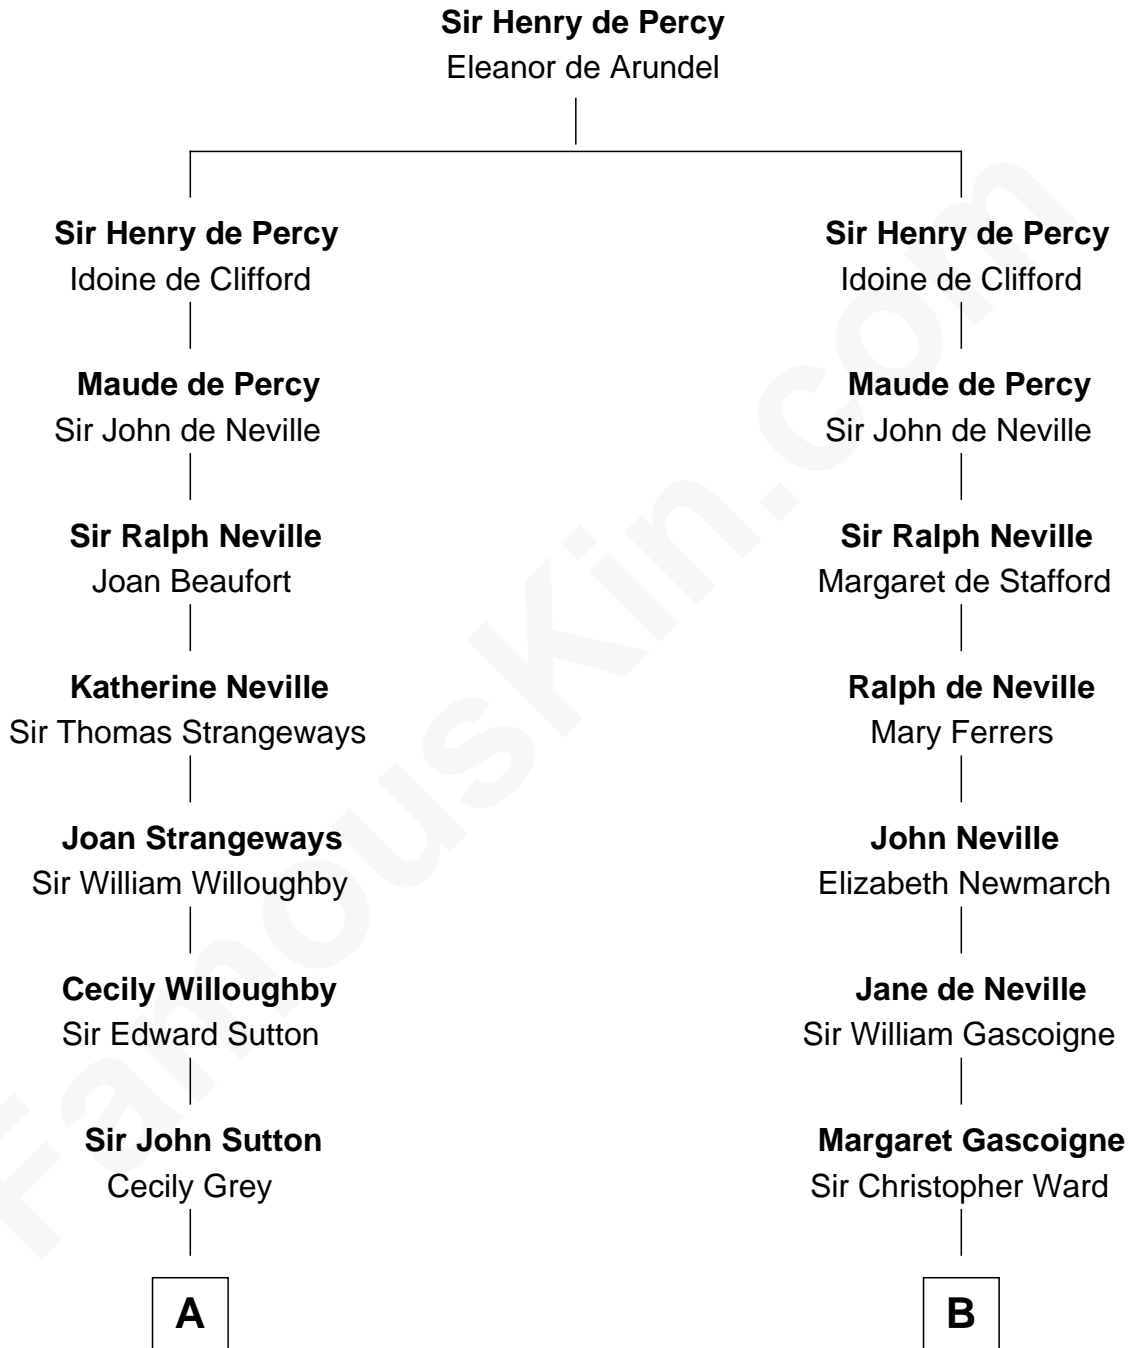 Sir Henry de Percy
Eleanor de Arundel
Sir Henry de Percy
Idoine de Clifford
Maude de Percy
Sir John de Neville
Sir Ralph Neville
Joan Beaufort
Katherine Neville
Sir Thomas Strangeways
Joan Strangeways
Sir William Willoughby
Cecily Willoughby
Sir Edward Sutton
Sir John Sutton
Cecily Grey
A
Sir Henry de Percy
Idoine de Clifford
Maude de Percy
Sir John de Neville
Sir Ralph Neville
Margaret de Stafford
Ralph de Neville
Mary Ferrers
John Neville
Elizabeth Newmarch
Jane de Neville
Sir William Gascoigne
Margaret Gascoigne
Sir Christopher Ward
B
FamousKin.com